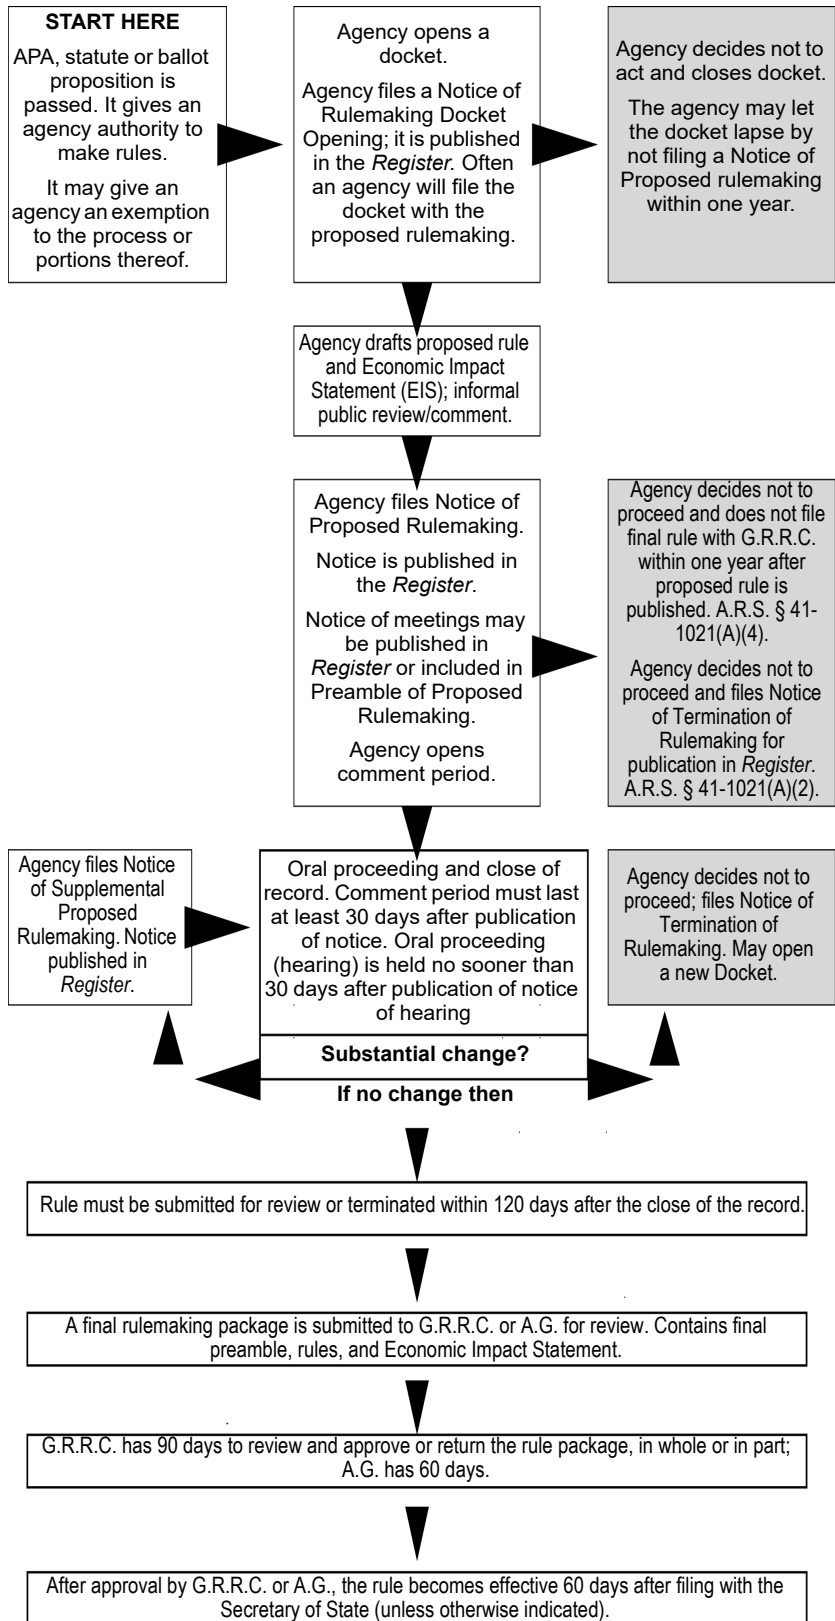 START HERE
APA, statute or ballot
proposition is
passed. It gives an
agency authority to
make rules.
It may give an
agency an exemption
to the process or
portions thereof.
Agency opens a
docket.
Agency files a Notice of
Rulemaking Docket
Opening; it is published
in the Register. Often
an agency will file the
docket with the
proposed rulemaking.
Agency decides not to
act and closes docket.
The agency may let
the docket lapse by
not filing a Notice of
Proposed rulemaking
within one year.
Agency drafts proposed rule
and Economic Impact
Statement (EIS); informal
public review/comment.
Agency files Notice of
Proposed Rulemaking.
Notice is published in
the Register.
Notice of meetings may
be published in
Register or included in
Preamble of Proposed
Rulemaking.
Agency opens
comment period.
Agency decides not to
proceed and does not file
final rule with G.R.R.C.
within one year after
proposed rule is
published. A.R.S. § 41-
1021(A)(4).
Agency decides not to
proceed and files Notice
of Termination of
Rulemaking for
publication in Register.
A.R.S. § 41-1021(A)(2).
Agency files Notice
of Supplemental
Proposed
Rulemaking. Notice
published in
Register.
Oral proceeding and close of
record. Comment period must last
at least 30 days after publication
of notice. Oral proceeding
(hearing) is held no sooner than
30 days after publication of notice
of hearing
Agency decides not to
proceed; files Notice of
Termination of
Rulemaking. May open
a new Docket.
Substantial change?
If no change then
Rule must be submitted for review or terminated within 120 days after the close of the record.
A final rulemaking package is submitted to G.R.R.C. or A.G. for review. Contains final
preamble, rules, and Economic Impact Statement.
G.R.R.C. has 90 days to review and approve or return the rule package, in whole or in part;
A.G. has 60 days.
After approval by G.R.R.C. or A.G., the rule becomes effective 60 days after filing with the
Secretary of State (unless otherwise indicated).